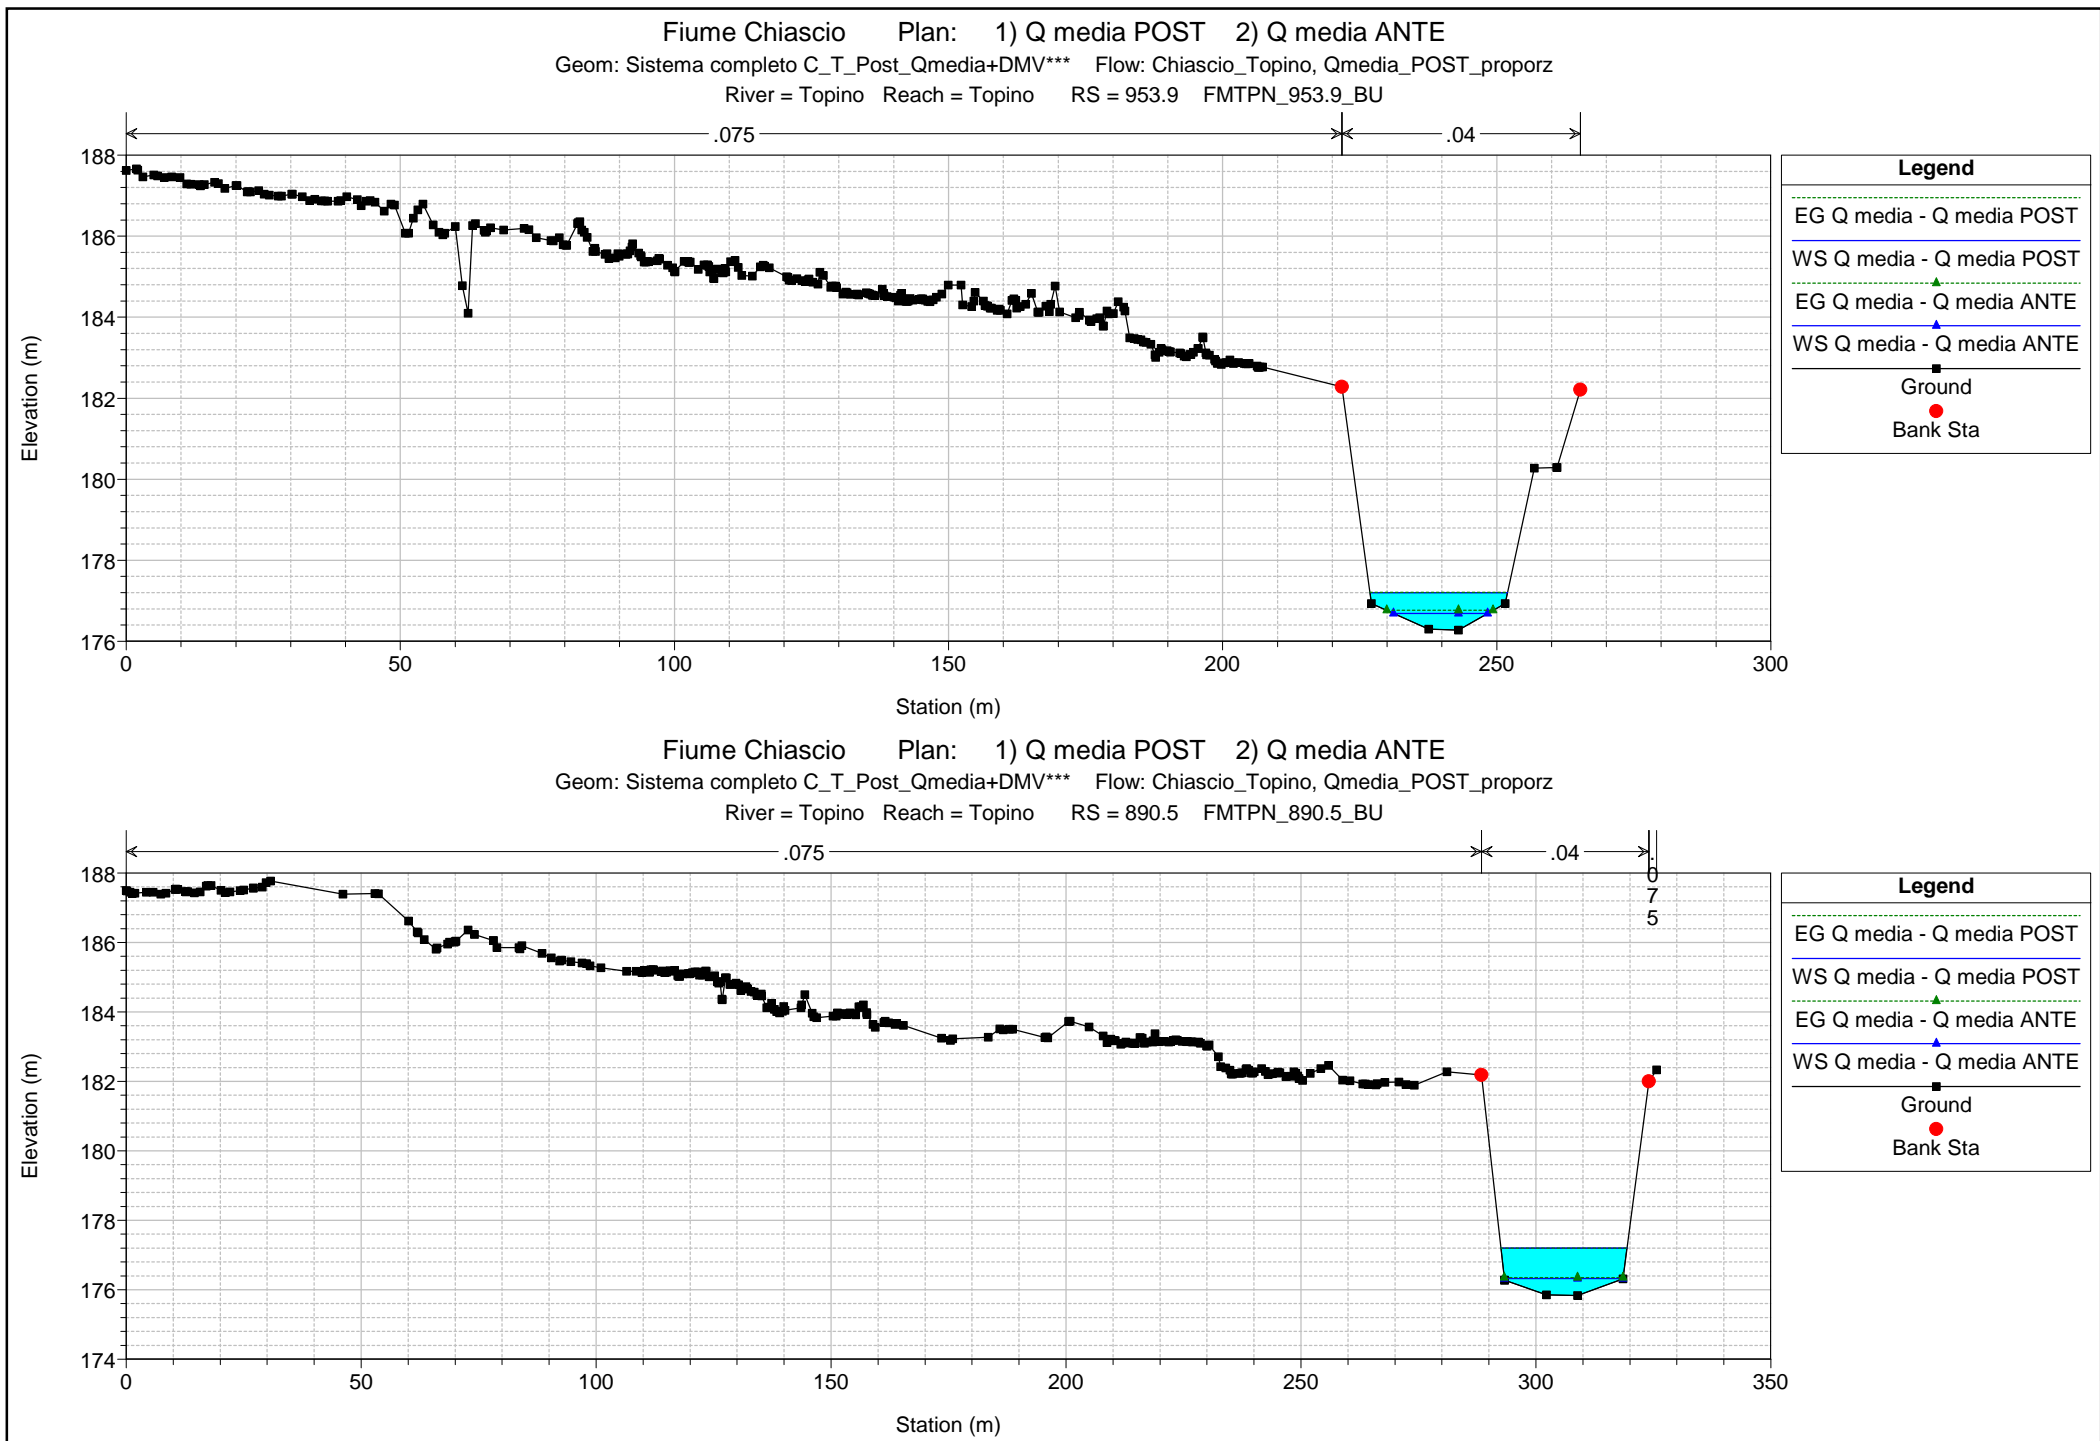 Fiume Chiascio Plan: 1) Q media POST 2) Q media ANTE
Geom: Sistema completo C_T_Post_Qmedia+DMV*** Flow: Chiascio_Topino, Qmedia_POST_proporz
River = Topino Reach = Topino RS = 953.9 FMTPN_953.9_BU
.075 .04
188
186
184
182
180
178
176
Elevation (m)
0 50 100 150 200 250 300
Station (m)
Legend
EG Q media - Q media POST
WS Q media - Q media POST
EG Q media - Q media ANTE
WS Q media - Q media ANTE
Ground
Bank Sta
Fiume Chiascio Plan: 1) Q media POST 2) Q media ANTE
Geom: Sistema completo C_T_Post_Qmedia+DMV*** Flow: Chiascio_Topino, Qmedia_POST_proporz
River = Topino Reach = Topino RS = 890.5 FMTPN_890.5_BU
.075 .04 .075
188
186
184
182
180
178
176
174
Elevation (m)
0 50 100 150 200 250 300 350
Station (m)
Legend
EG Q media - Q media POST
WS Q media - Q media POST
EG Q media - Q media ANTE
WS Q media - Q media ANTE
Ground
Bank Sta